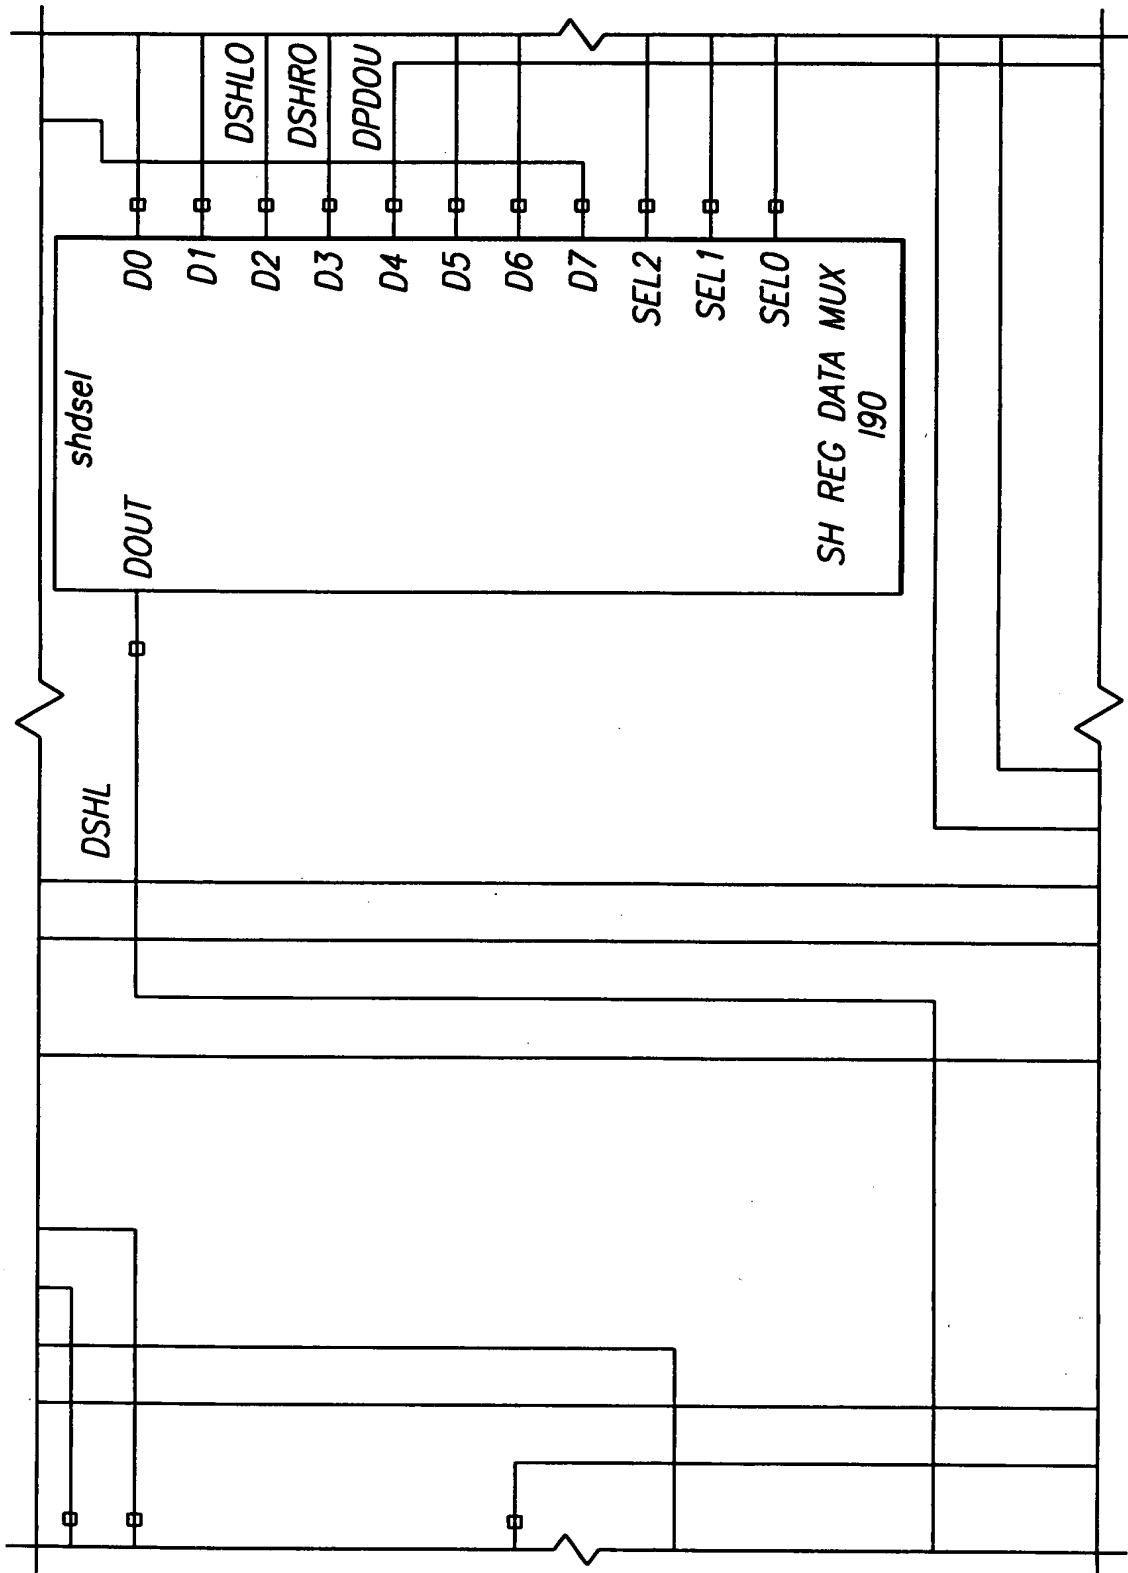 DSHLO
DSHRO
DPDOU
D0
D1
D2
D3
D4
D5
D6
D7
SEL2
SEL1
SEL0
shdsel
DOUT
SH REG DATA MUX
190
DSHL